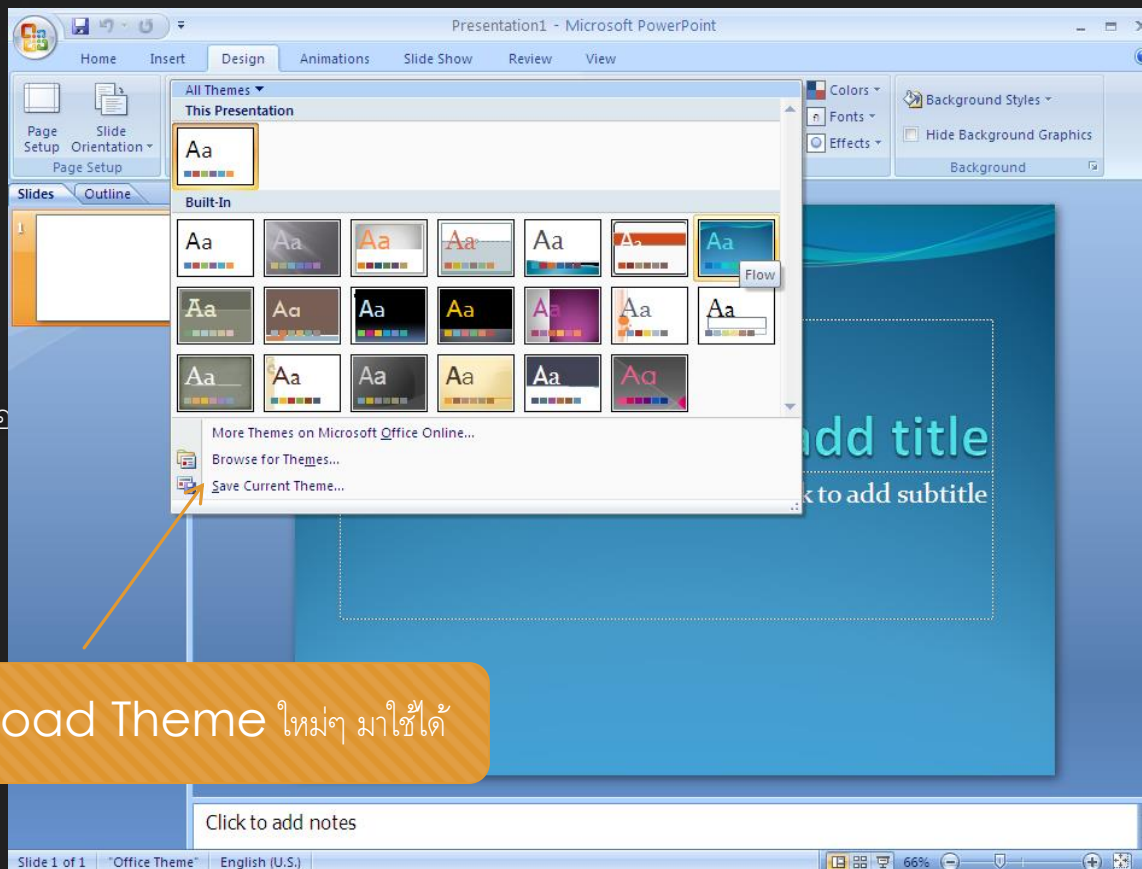 Presentation1 - Microsoft PowerPoint
Home Insert Design Animations Slide Show Review View
All Themes
This Presentation
Aa
Built-In
Aa Aa Aa Aa Aa Aa Aa
Flow
Aa Aa Aa Aa Aa Aa Aa
Aa Aa Aa Aa Aa Aa
More Themes on Microsoft Office Online...
Browse for Themes...
Save Current Theme...
Page Setup
Slide Orientation
Page Setup
Colors
Fonts
Effects
Background Styles
Hide Background Graphics
Background
Slides Outline
1
add title
k to add subtitle
oad Theme ใหม่ๆ มาใช้ได้
Click to add notes
Slide 1 of 1 "Office Theme" English (U.S.) 66%